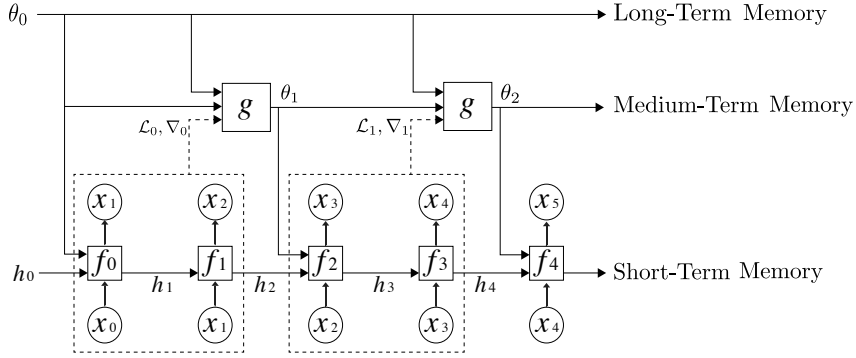 θ₀ Long-Term Memory
g θ₁ g θ₂ Medium-Term Memory
ℒ₀, ∇₀ ℒ₁, ∇₁
x₁ x₂ x₃ x₄ x₅
h₀ f₀ h₁ f₁ h₂ f₂ h₃ f₃ h₄ f₄ Short-Term Memory
x₀ x₁ x₂ x₃ x₄